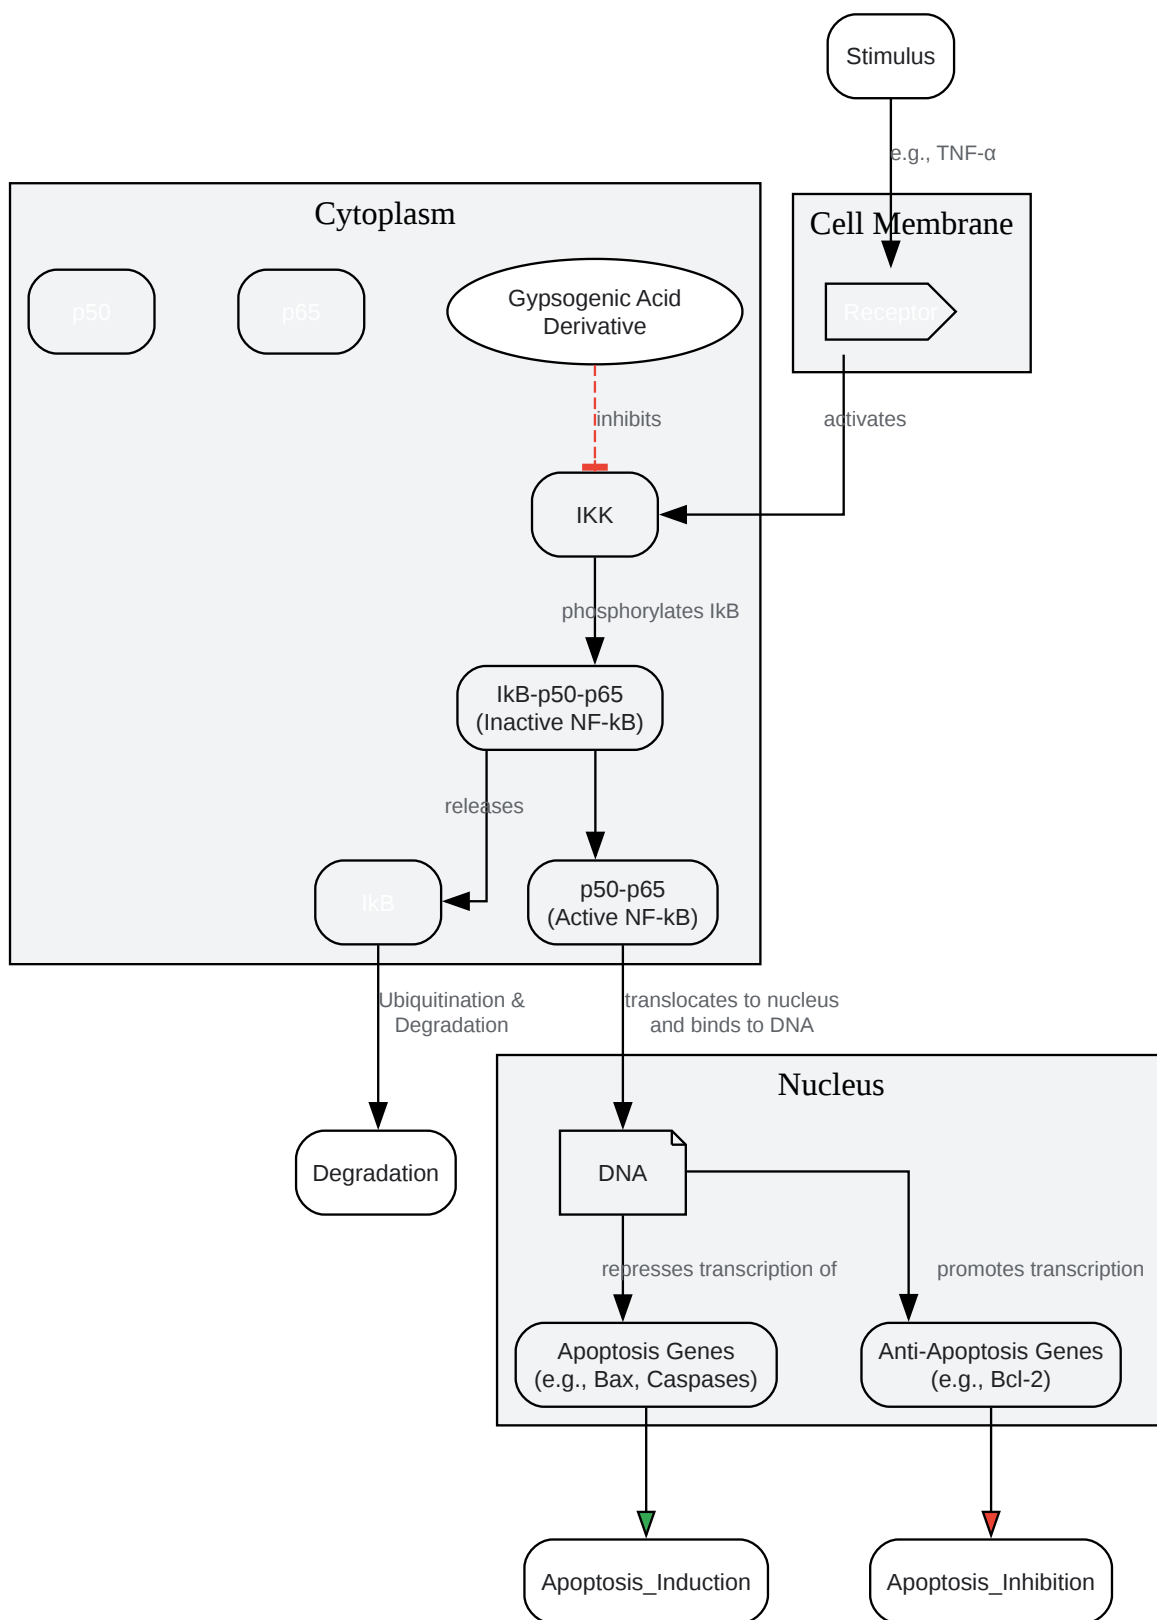 Stimulus
e.g., TNF-α
Cytoplasm
Cell Membrane
p50
p65
Gypsogenic Acid
Derivative
Receptor
inhibits
activates
IKK
phosphorylates IkB
IkB-p50-p65
(Inactive NF-kB)
releases
IkB
p50-p65
(Active NF-kB)
Ubiquitination &
Degradation
translocates to nucleus
and binds to DNA
Nucleus
Degradation
DNA
represses transcription of
promotes transcription
Apoptosis Genes
(e.g., Bax, Caspases)
Anti-Apoptosis Genes
(e.g., Bcl-2)
Apoptosis_Induction
Apoptosis_Inhibition